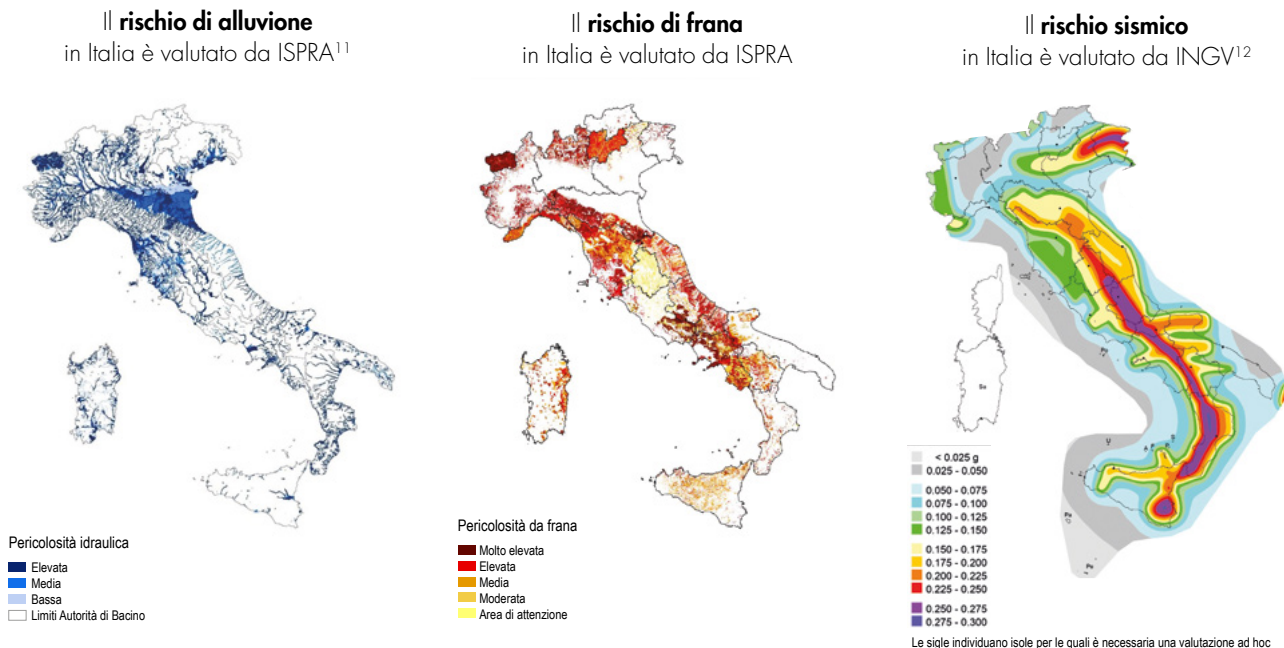 Il rischio di alluvione
in Italia è valutato da ISPRA¹¹
Pericolosità idraulica
Elevata
Media
Bassa
Limiti Autorità di Bacino
Il rischio di frana
in Italia è valutato da ISPRA
Pericolosità da frana
Molto elevata
Elevata
Media
Moderata
Area di attenzione
Il rischio sismico
in Italia è valutato da INGV¹²
Ss
U
< 0.025 g
0.025 - 0.050
0.050 - 0.075
0.075 - 0.100
0.100 - 0.125
0.125 - 0.150
0.150 - 0.175
0.175 - 0.200
0.200 - 0.225
0.225 - 0.250
0.250 - 0.275
0.275 - 0.300
Le sigle individuano isole per le quali è necessaria una valutazione ad hoc